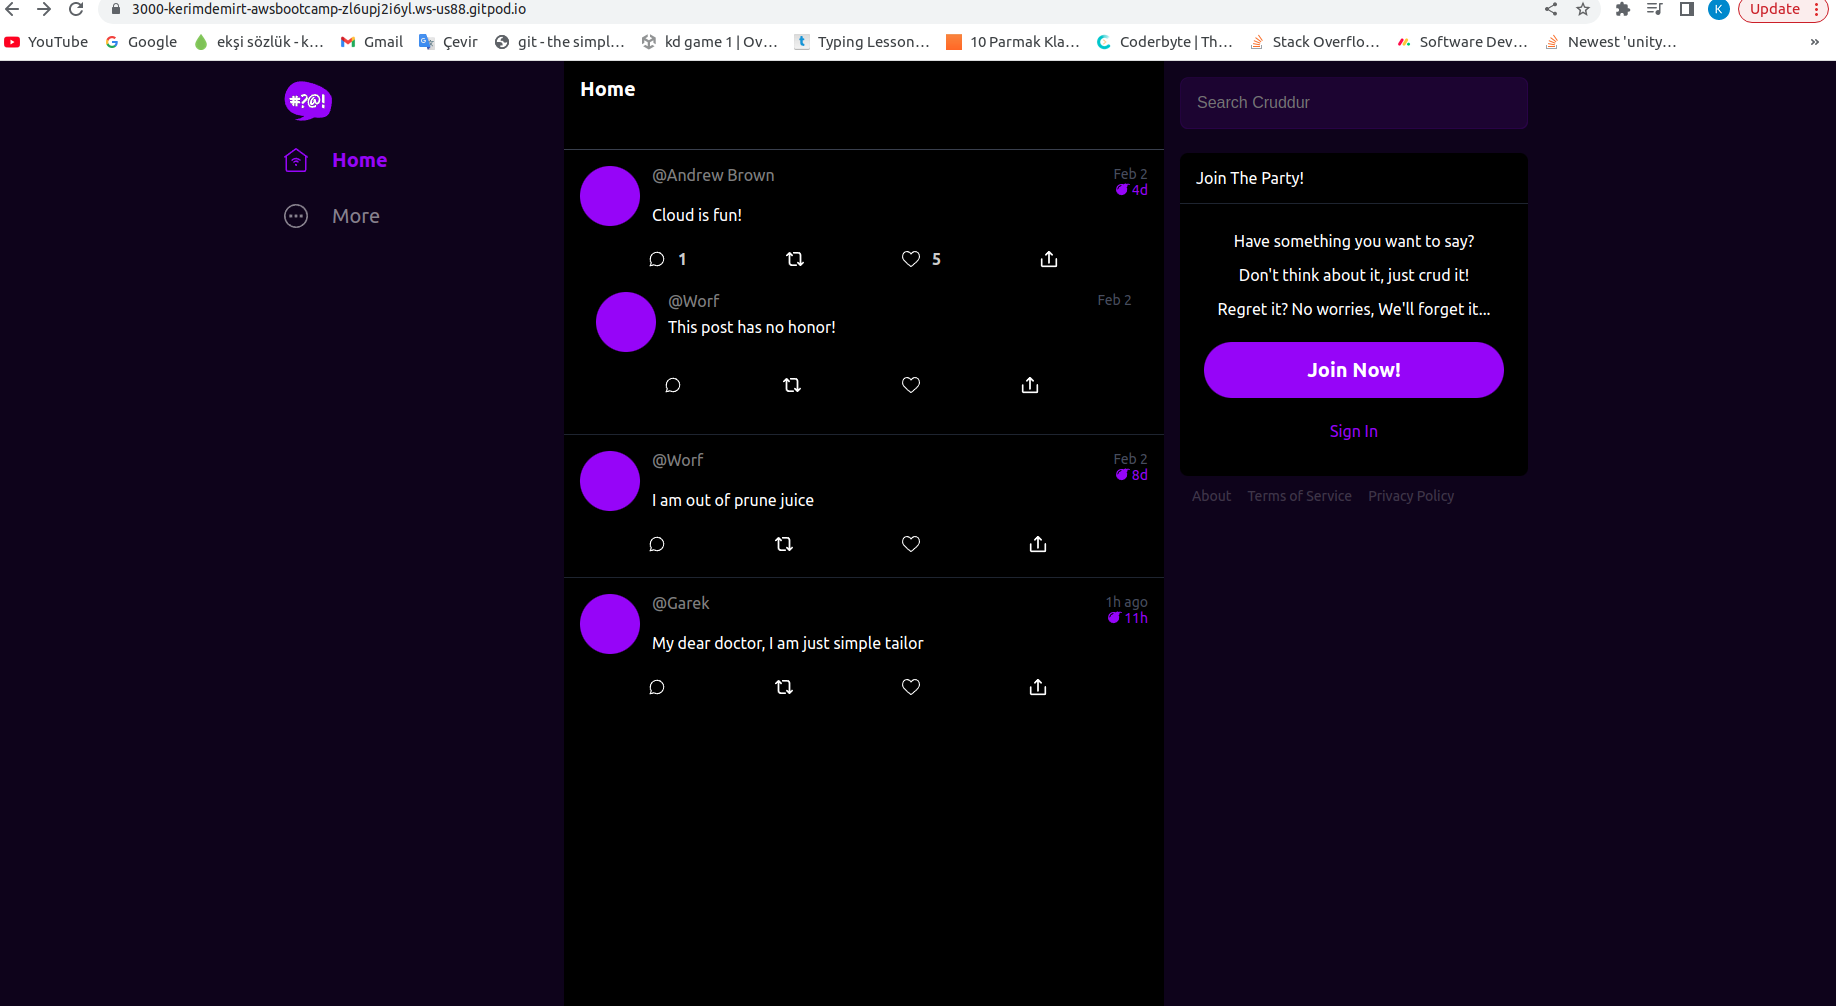 3000-kerimdemirt-awsbootcamp-zl6upj2i6yl.ws-us88.gitpod.io
K
Update
YouTube
Google
ekşi sözlük - k...
Gmail
Çevir
git - the simpl...
kd game 1 | Ov...
Typing Lesson...
10 Parmak Kla...
Coderbyte | Th...
Stack Overflo...
Software Dev...
Newest 'unity...
»
#?@!
Home
More
Home
@Andrew Brown
Feb 2
4d
Cloud is fun!
1
5
@Worf
Feb 2
This post has no honor!
@Worf
Feb 2
8d
I am out of prune juice
@Garek
1h ago
11h
My dear doctor, I am just simple tailor
Search Cruddur
Join The Party!
Have something you want to say?
Don't think about it, just crud it!
Regret it? No worries, We'll forget it...
Join Now!
Sign In
About
Terms of Service
Privacy Policy